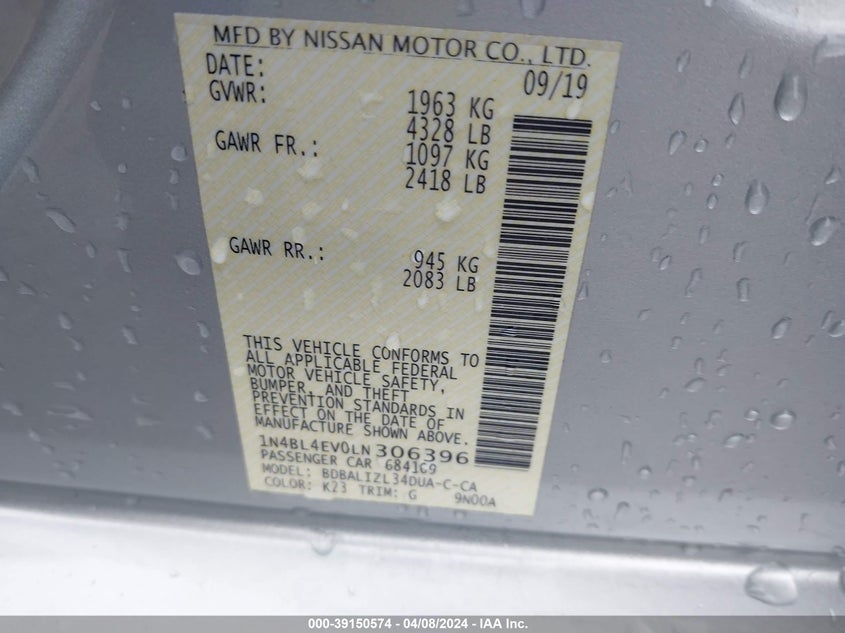 MFD BY NISSAN MOTOR CO., LTD.
DATE: 09/19
GVWR: 1963 KG
4328 LB
GAWR FR.: 1097 KG
2418 LB
GAWR RR.: 945 KG
2083 LB
THIS VEHICLE CONFORMS TO
ALL APPLICABLE FEDERAL
MOTOR VEHICLE SAFETY,
BUMPER, AND THEFT
PREVENTION STANDARDS IN
EFFECT ON THE DATE OF
MANUFACTURE SHOWN ABOVE.
1N4BL4EV0LN306396
PASSENGER CAR 684169
MODEL: BDBALIZL34DUA-C-CA
COLOR: K23 TRIM: G 9N00A
000-39150574 - 04/08/2024 - IAA Inc.